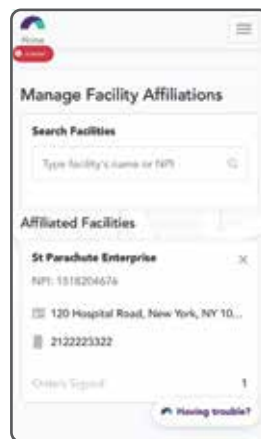 Home
Manage Facility Affiliations
Search Facilities
Type facility's name or NPI
Affiliated Facilities
St Parachute Enterprise
NPI: 1518204676
120 Hospital Road, New York, NY 10...
2122223322
Orders Signed 1
Having trouble?